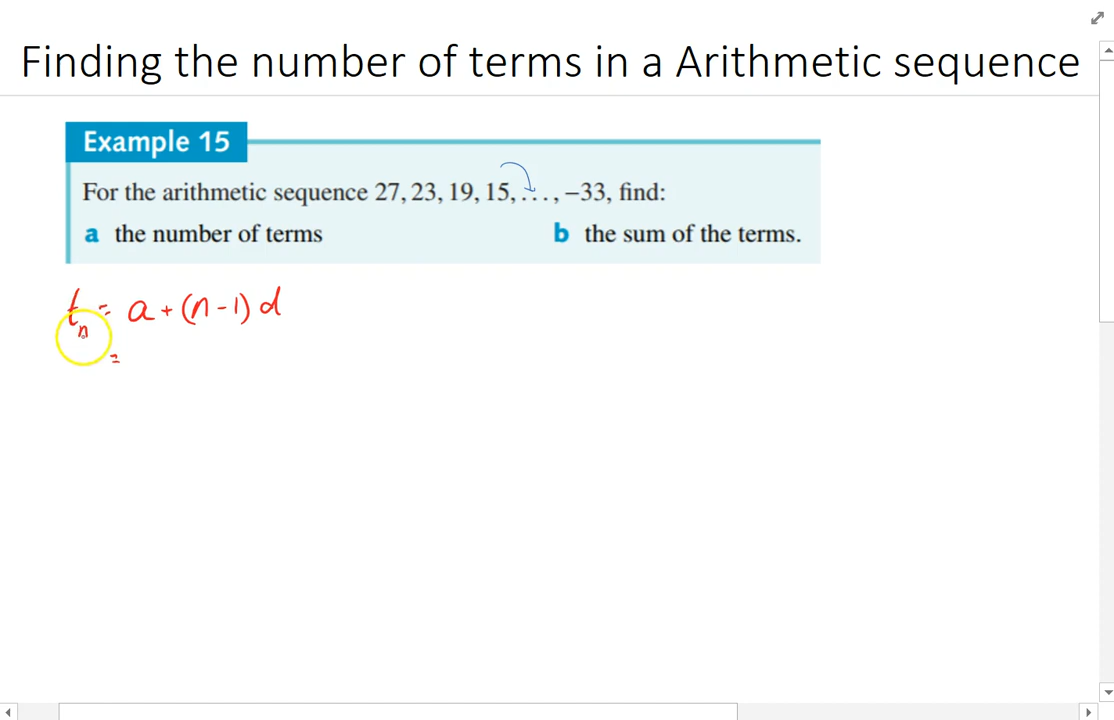 Finding the number of terms in a Arithmetic sequence
Example 15
For the arithmetic sequence 27, 23, 19, 15, . . . , −33, find:
a the number of terms
b the sum of the terms.
tₙ = a + (n - 1) d
=